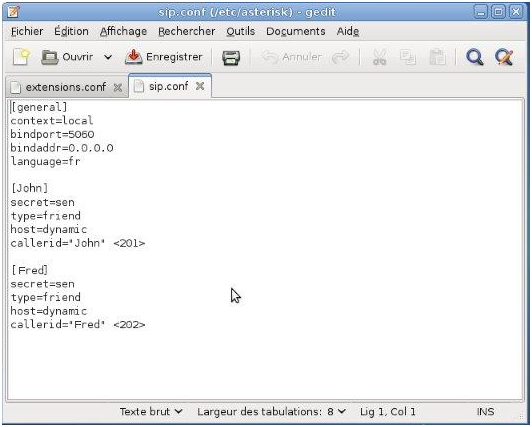 sip.conf (/etc/asterisk) - gedit
Fichier Édition Affichage Rechercher Outils Documents Aide
Ouvrir Enregistrer Annuler
extensions.conf sip.conf
[general]
context=local
bindport=5060
bindaddr=0.0.0.0
language=fr
[John]
secret=sen
type=friend
host=dynamic
callerid="John" <201>
[Fred]
secret=sen
type=friend
host=dynamic
callerid="Fred" <202>
Texte brut Largeur des tabulations: 8 Lig 1, Col 1 INS